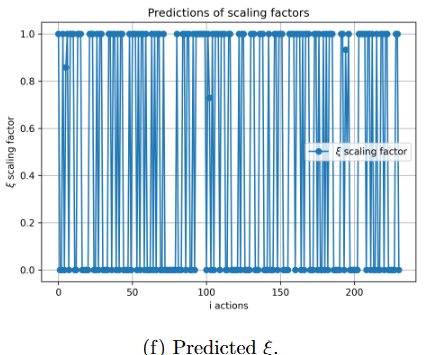 Predictions of scaling factors
1.0
0.8
0.6
0.4
0.2
0.0
ξ scaling factor
ξ scaling factor
0 50 100 150 200
i actions
(f) Predicted ξ.